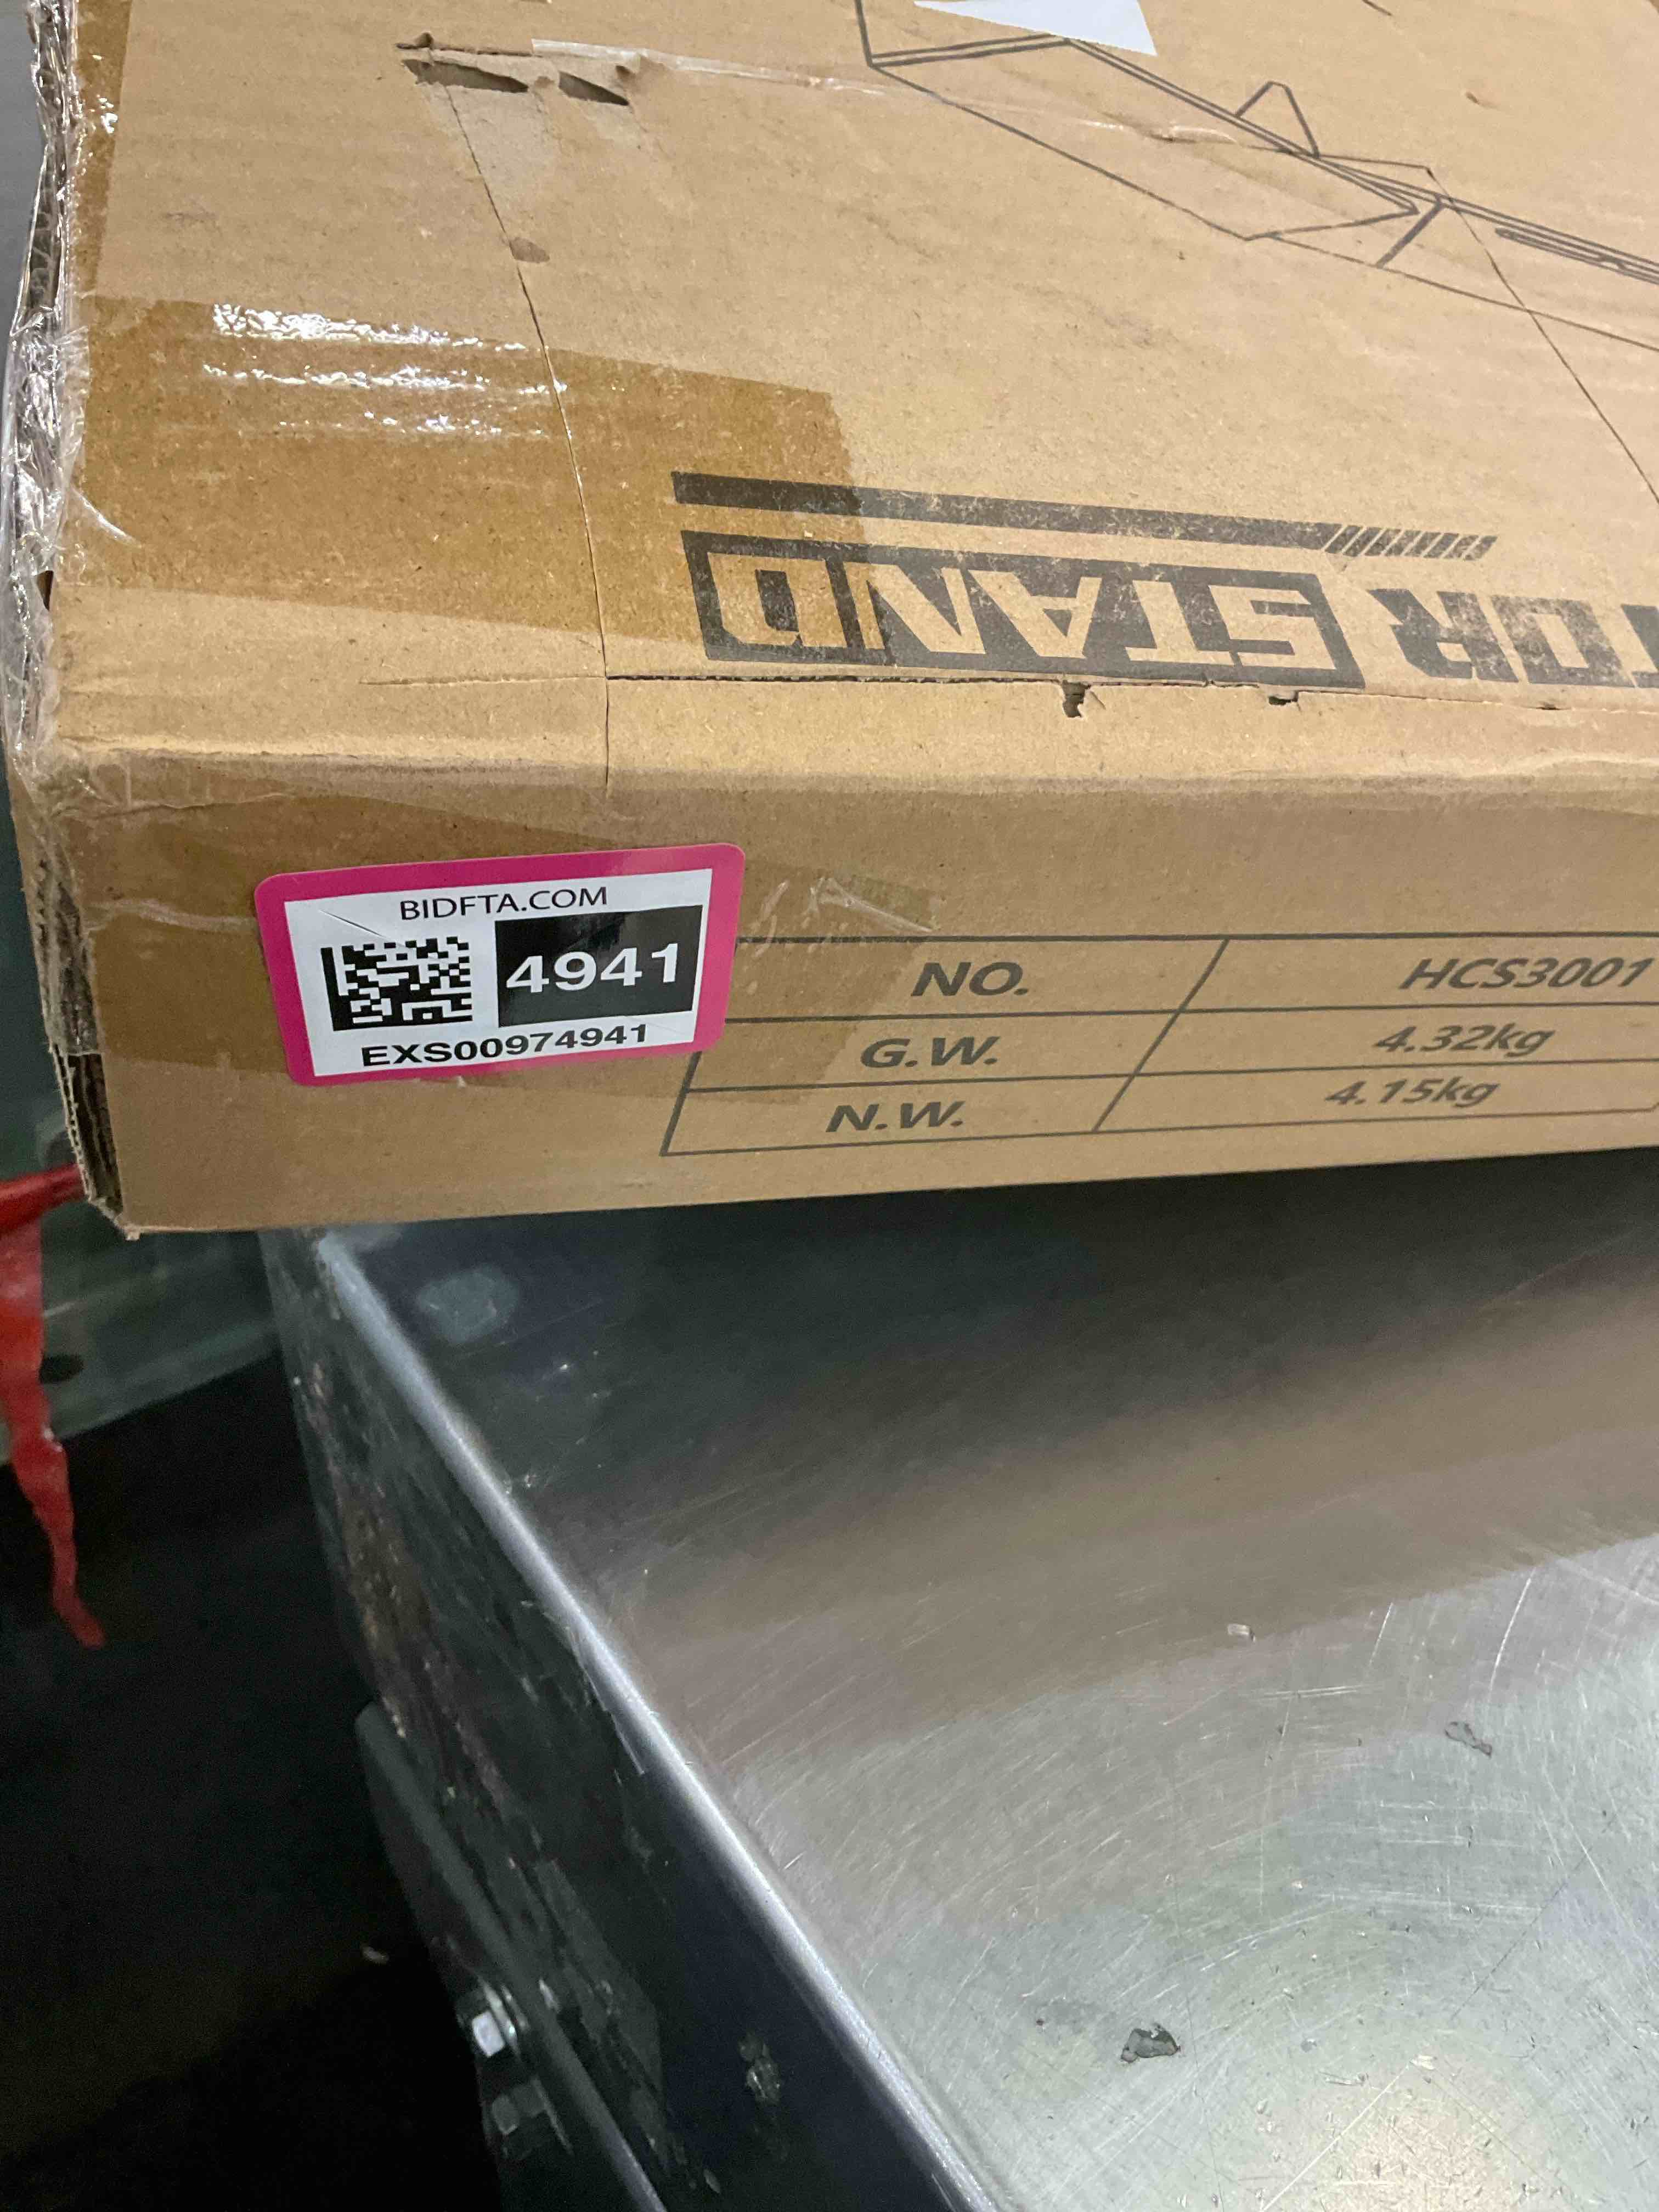 TOR STAND
BIDFTA.COM
4941
EXS00974941
NO. HCS3001
G.W. 4.32kg
N.W. 4.15kg